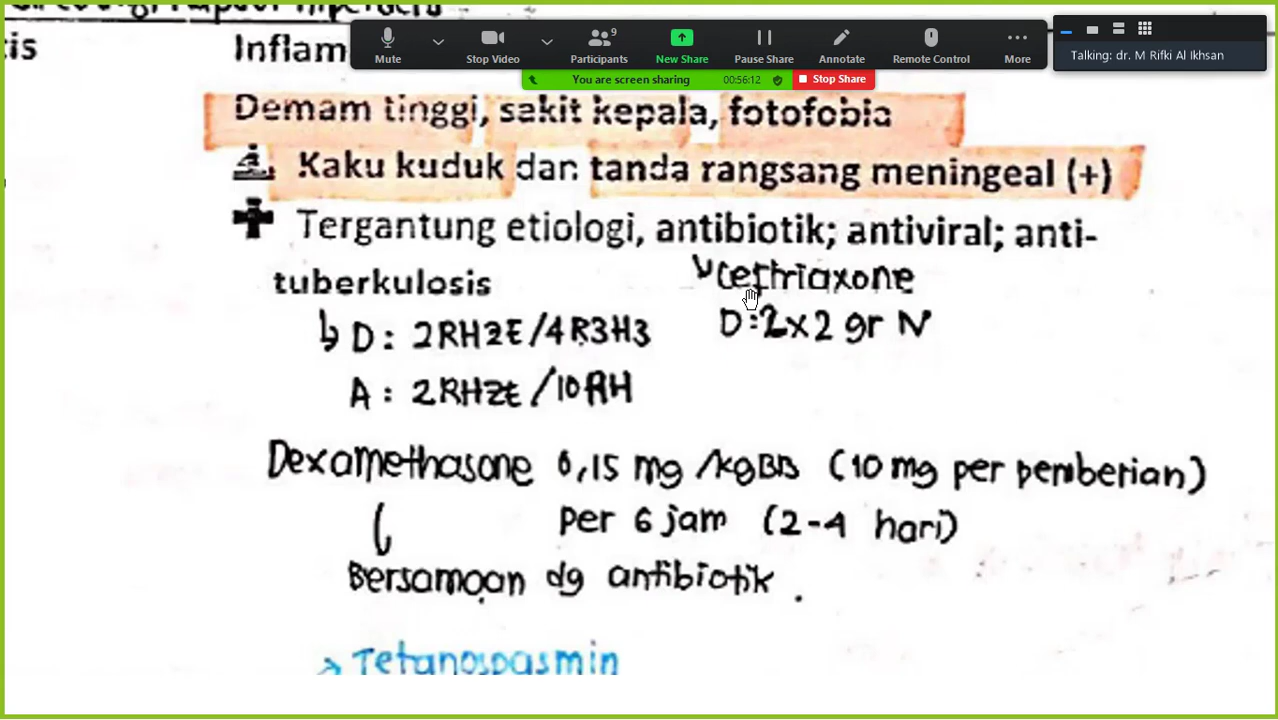 Mute
Stop Video
9
Participants
New Share
Pause Share
Annotate
Remote Control
More
Talking: dr. M Rifki Al Ikhsan
You are screen sharing
00:56:12
Stop Share
tis
Inflam
Demam tinggi, sakit kepala, fotofobia
Kaku kuduk dan tanda rangsang meningeal (+)
Tergantung etiologi, antibiotik; antiviral; anti-
tuberkulosis
Ceftriaxone
D: 2x2 gr IV
D: 2RHZE/4R3H3
A: 2RHZE/10RH
Dexamethasone 0,15 mg/kgBB (10 mg per pemberian)
per 6 jam (2-4 hari)
Bersamaan dg antibiotik.
→ Tetanospasmin